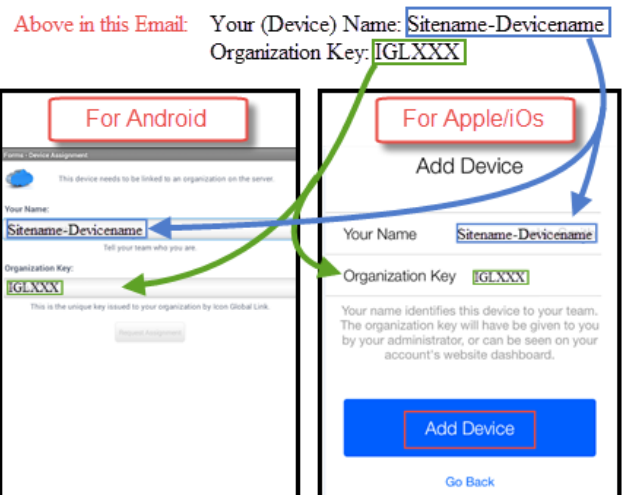 Above in this Email: Your (Device) Name: Sitename-Devicename
Organization Key: IGLXXX
For Android
Forms - Device Assignment
This device needs to be linked to an organization on the server.
Your Name:
Sitename-Devicename
Tell your team who you are.
Organization Key:
IGLXXX
This is the unique key issued to your organization by Icon Global Link.
Request Assignment
For Apple/iOs
Add Device
Your Name Sitename-Devicename
Organization Key IGLXXX
Your name identifies this device to your team.
The organization key will have be given to you
by your administrator, or can be seen on your
account's website dashboard.
Add Device
Go Back